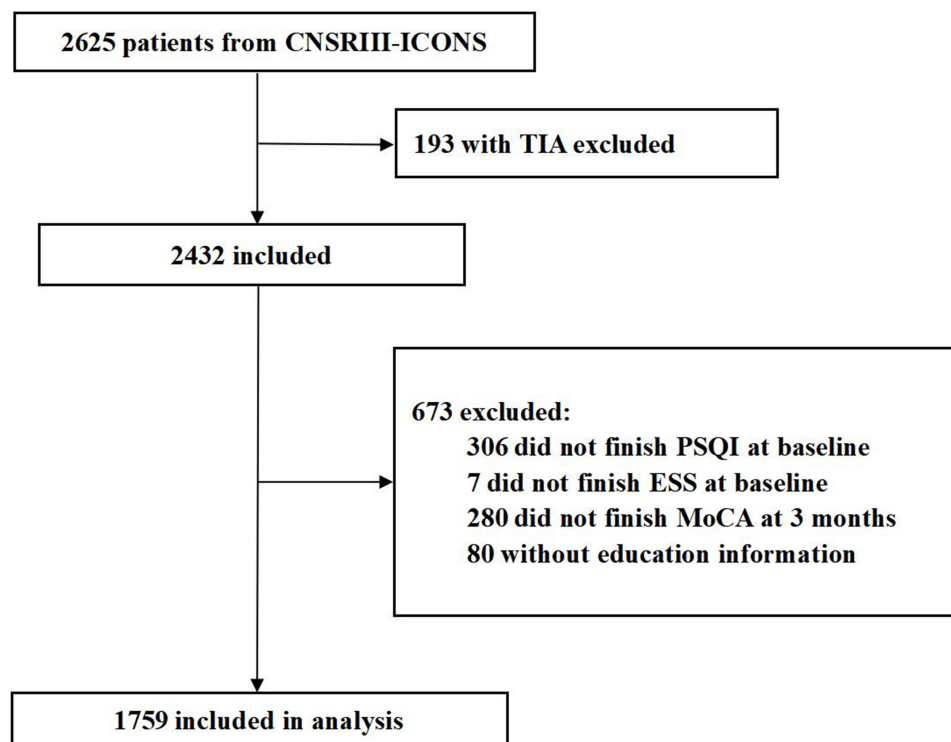 2625 patients from CNSRIII-ICONS
193 with TIA excluded
2432 included
673 excluded:
306 did not finish PSQI at baseline
7 did not finish ESS at baseline
280 did not finish MoCA at 3 months
80 without education information
1759 included in analysis